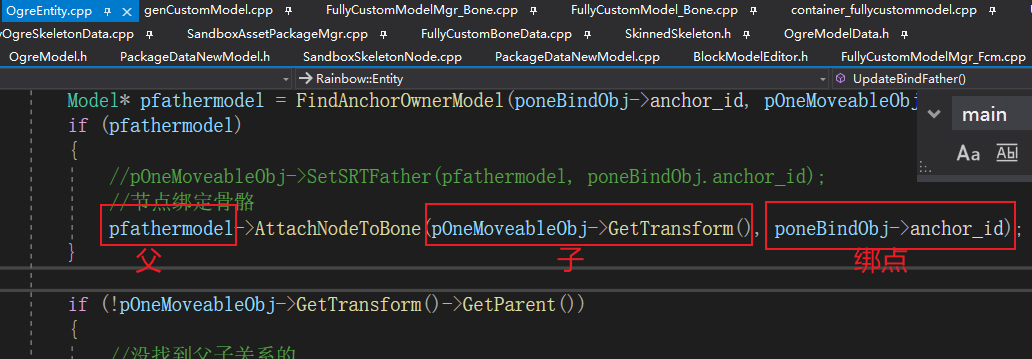 OgreEntity.cpp genCustomModel.cpp FullyCustomModelMgr_Bone.cpp FullyCustomModel_Bone.cpp container_fullycustommodel.cpp
yOgreSkeletonData.cpp SandboxAssetPackageMgr.cpp FullyCustomBoneData.cpp SkinnedSkeleton.h OgreModelData.h
OgreModel.h PackageDataNewModel.h SandboxSkeletonNode.cpp PackageDataNewModel.cpp BlockModelEditor.h FullyCustomModelMgr_Fcm.cpp
Rainbow::Entity UpdateBindFather()
Model* pfathermodel = FindAnchorOwnerModel(poneBindObj->anchor_id, pOneMoveableObj
main
if (pfathermodel)
{
Aa Abl
//pOneMoveableObj->SetSRTFather(pfathermodel, poneBindObj.anchor_id);
//节点绑定骨骼
pfathermodel->AttachNodeToBone(pOneMoveableObj->GetTransform(), poneBindObj->anchor_id);
}
父 子 绑点
if (!pOneMoveableObj->GetTransform()->GetParent())
{
//没找到父子关系的